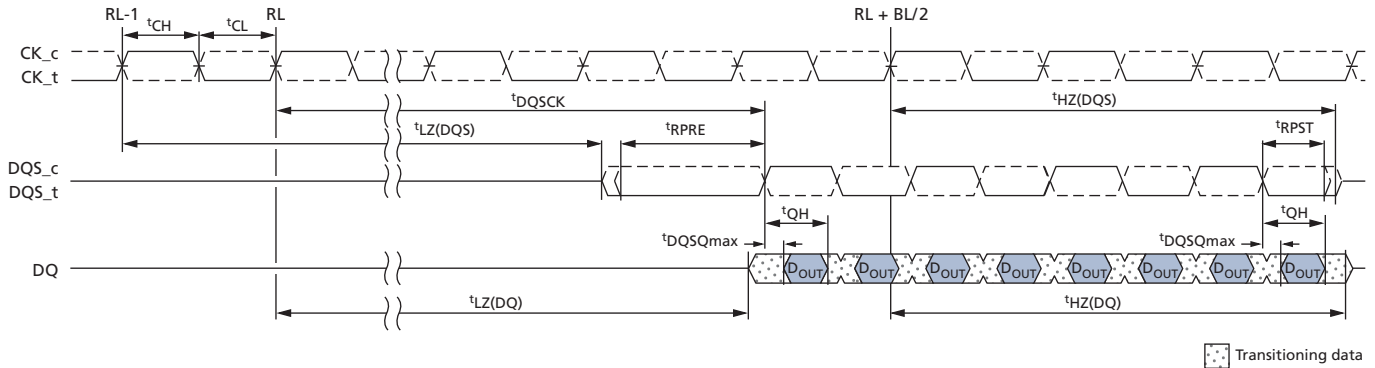 RL-1 RL RL + BL/2
tCH tCL
CK_c
CK_t
tDQSCK tHZ(DQS)
tLZ(DQS) tRPRE tRPST
DQS_c
DQS_t
tQH tQH
tDQSQmax tDQSQmax
DQ DOUT DOUT DOUT DOUT DOUT DOUT DOUT DOUT
tLZ(DQ) tHZ(DQ)
Transitioning data